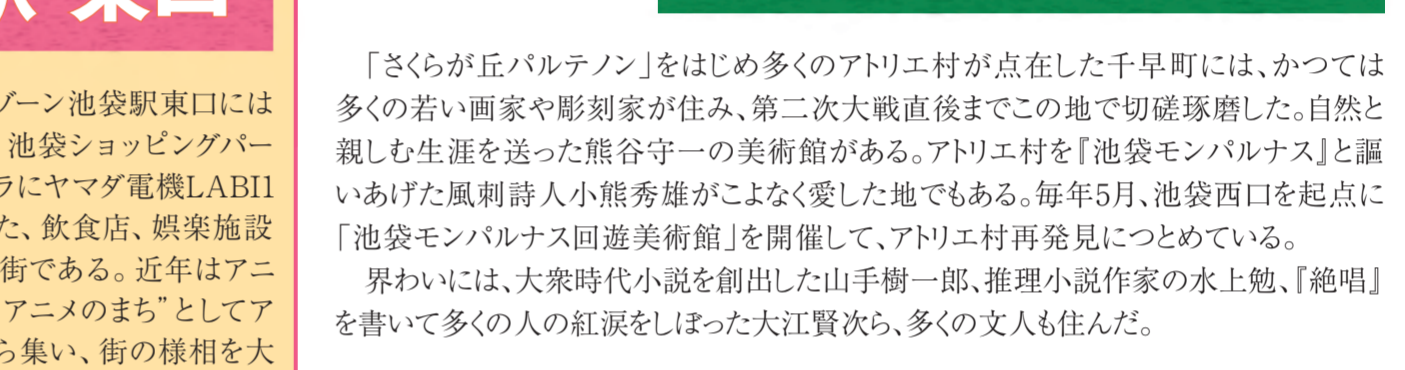 東口
ゾーン池袋駅東口には
池袋ショッピングパー
ラにヤマダ電機LABI1
た、飲食店、娯楽施設
街である。近年はアニ
アニメのまち”としてア
ら集い、街の様相を大
「さくらが丘パルテノン」をはじめ多くのアトリエ村が点在した千早町には、かつては
多くの若い画家や彫刻家が住み、第二次大戦直後までこの地で切磋琢磨した。自然と
親しむ生涯を送った熊谷守一の美術館がある。アトリエ村を『池袋モンパルナス』と謳
いあげた風刺詩人小熊秀雄がこよなく愛した地でもある。毎年5月、池袋西口を起点に
「池袋モンパルナス回遊美術館」を開催して、アトリエ村再発見につとめている。
界わいには、大衆時代小説を創出した山手樹一郎、推理小説作家の水上勉、『絶唱』
を書いて多くの人の紅涙をしぼった大江賢次ら、多くの文人も住んだ。